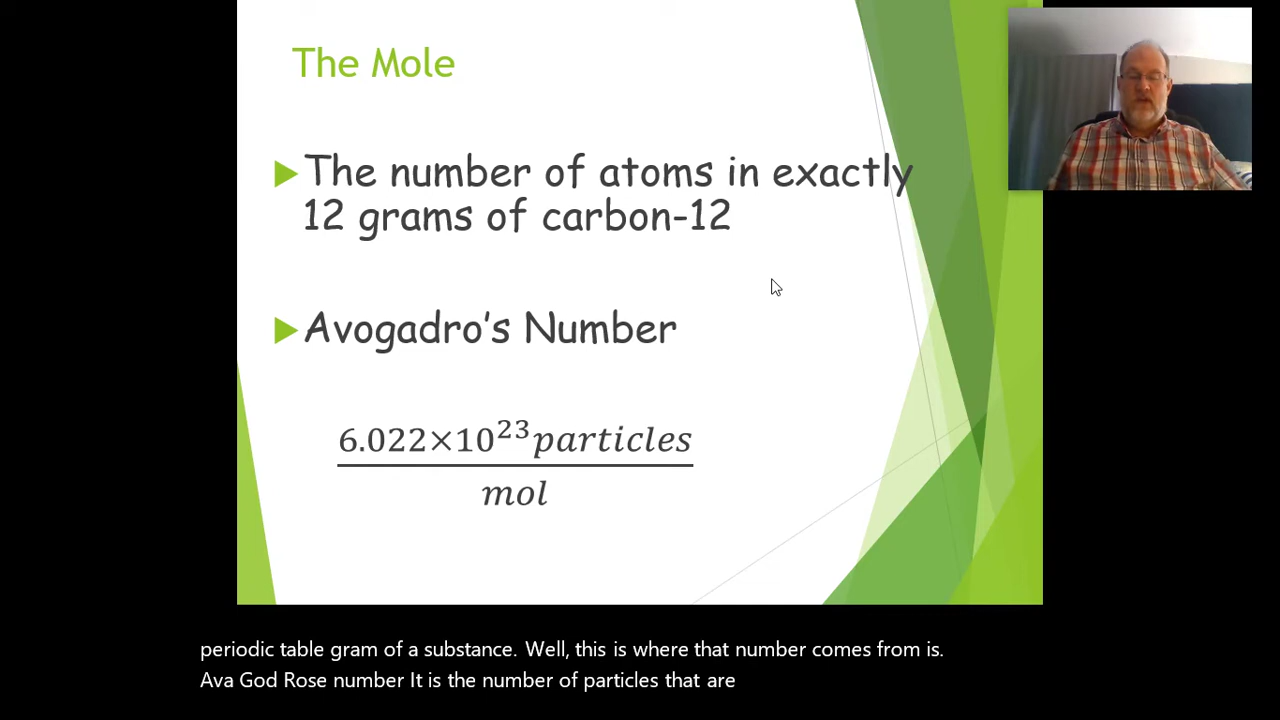 The Mole
The number of atoms in exactly
12 grams of carbon-12
Avogadro's Number
6.022×10²³particles
mol
periodic table gram of a substance. Well, this is where that number comes from is.
Ava God Rose number It is the number of particles that are